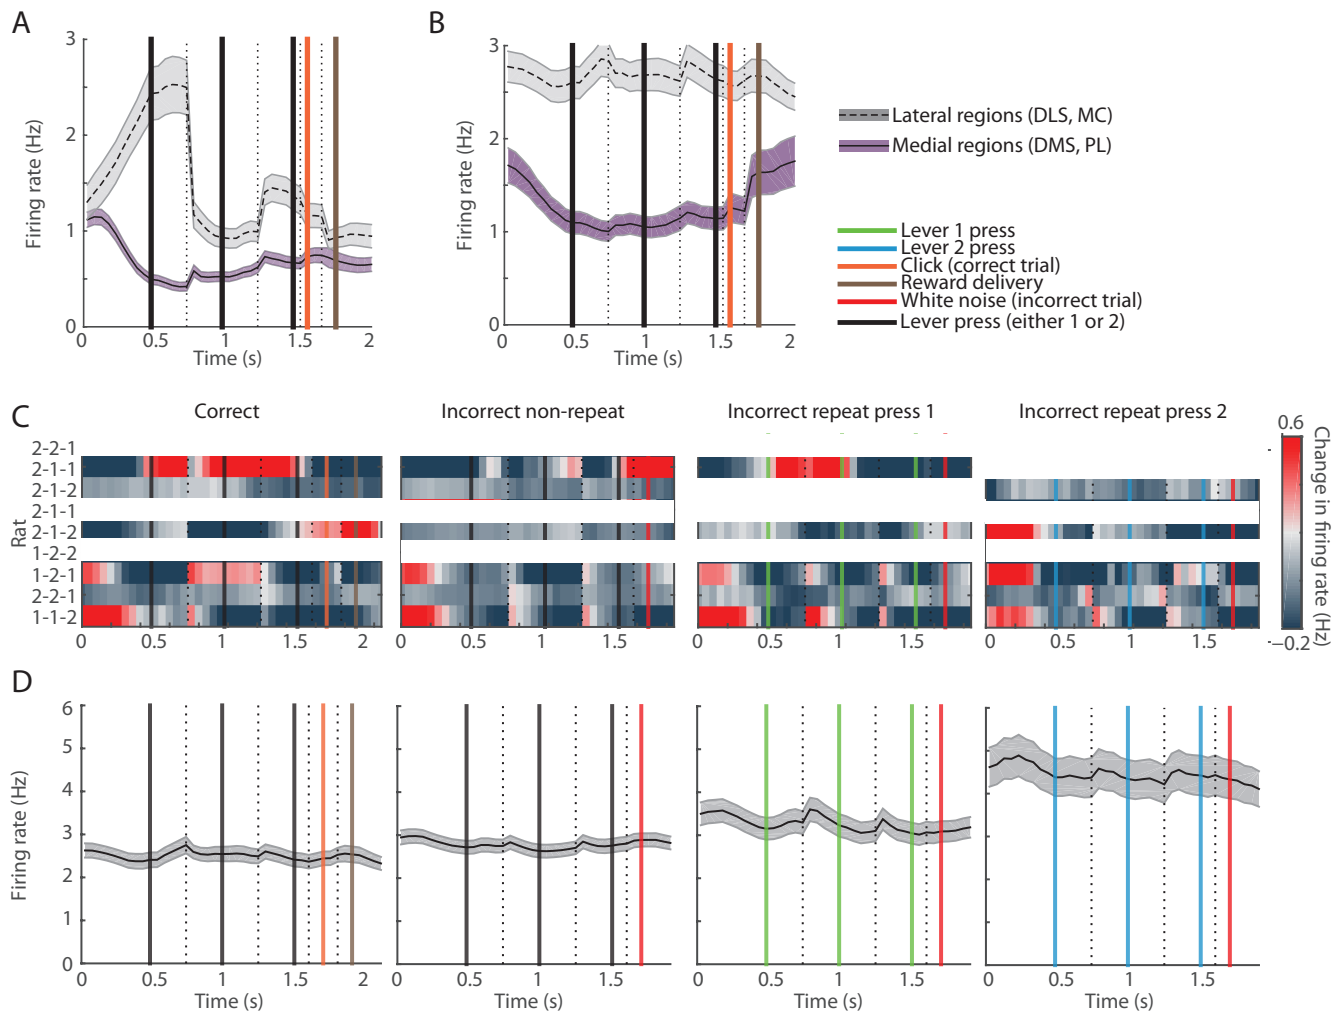 A
B
3
2
1
0
Firing rate (Hz)
0.5
1
1.5
2
Time (s)
3
2
1
0
Firing rate (Hz)
0.5
1
1.5
2
Time (s)
Lateral regions (DLS, MC)
Medial regions (DMS, PL)
Lever 1 press
Lever 2 press
Click (correct trial)
Reward delivery
White noise (incorrect trial)
Lever press (either 1 or 2)
C
Correct
Incorrect non-repeat
Incorrect repeat press 1
Incorrect repeat press 2
Rat
2-2-1
2-1-1
2-1-2
2-1-1
2-1-2
1-2-2
1-2-1
2-2-1
1-1-2
0 0.5 1 1.5 2
0 0.5 1 1.5
0 0.5 1 1.5
0 0.5 1 1.5
0.6
−0.2
Change in firing rate (Hz)
D
6
5
4
3
2
1
0
Firing rate (Hz)
0 0.5 1 1.5 2
0 0.5 1 1.5
0 0.5 1 1.5
0 0.5 1 1.5
Time (s)
Time (s)
Time (s)
Time (s)